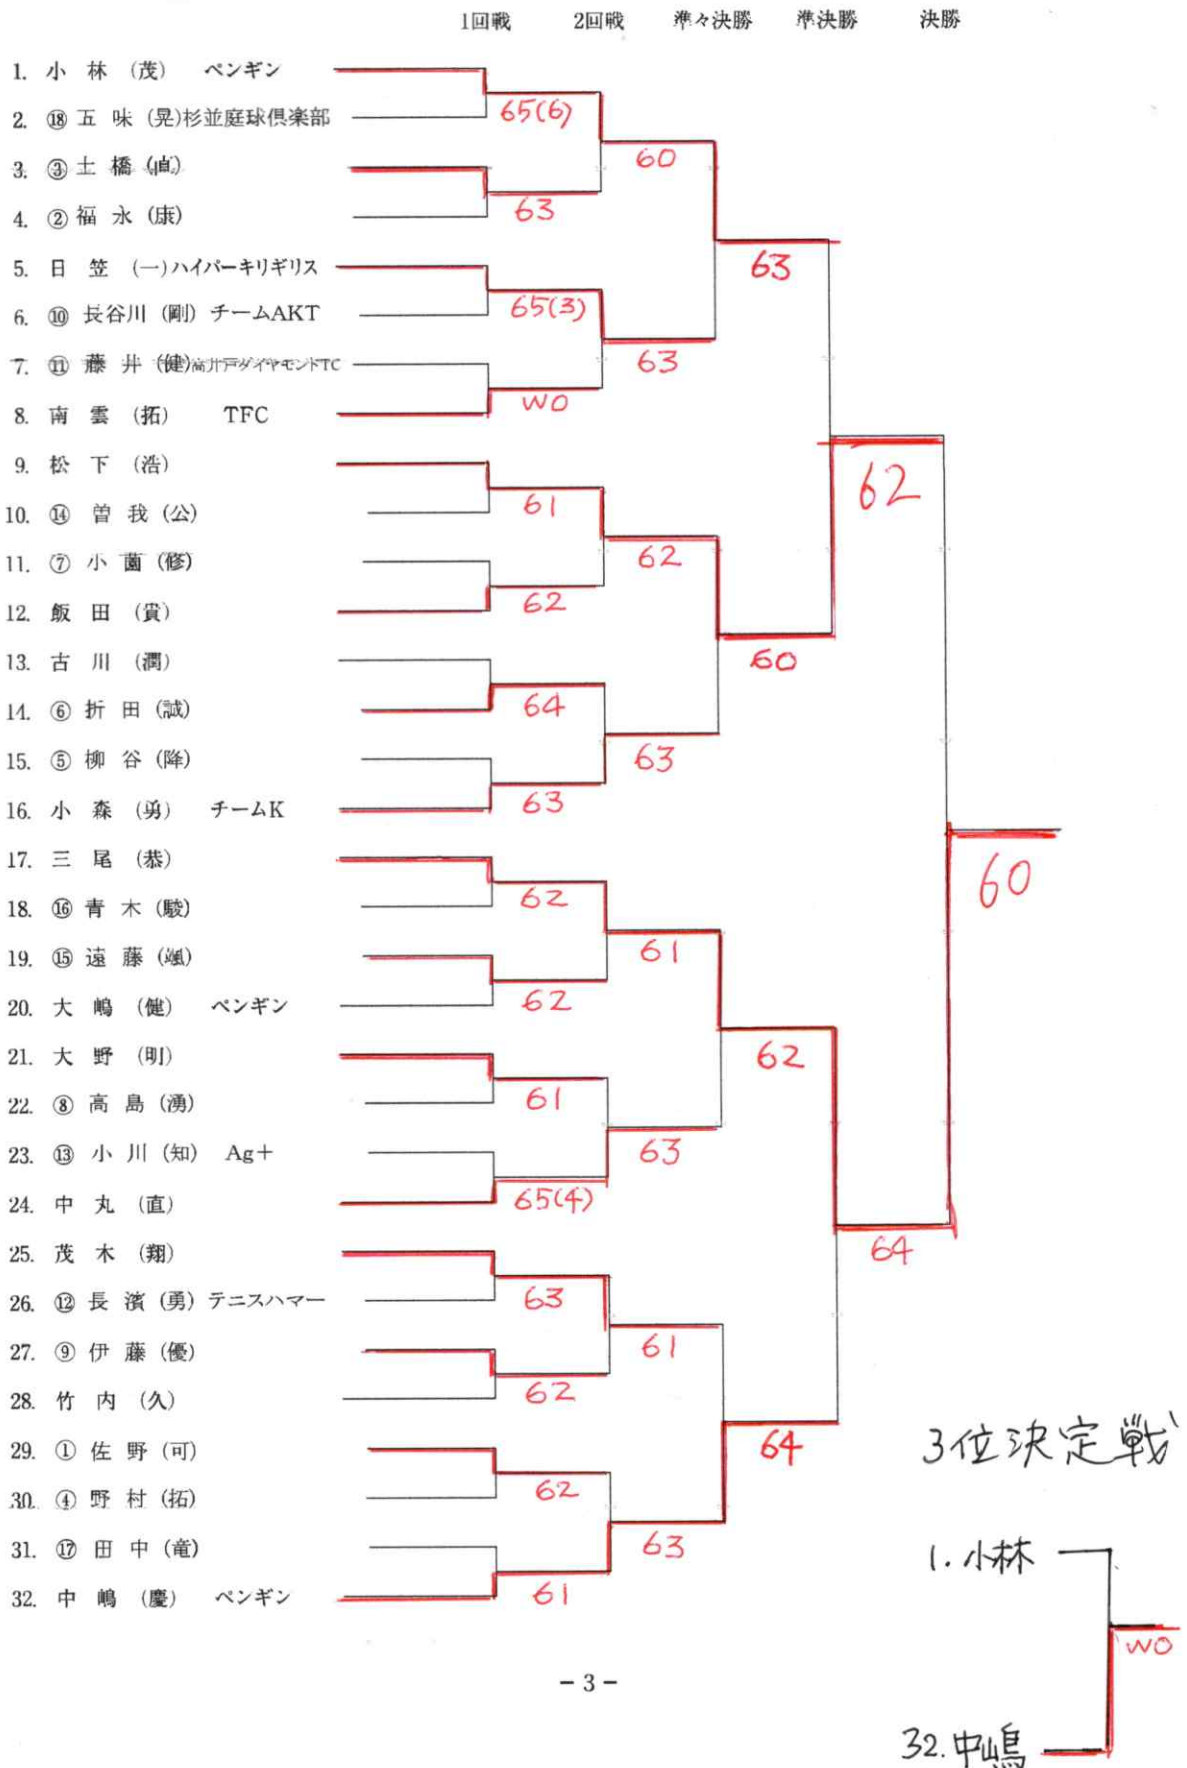 1回戦 2回戦 準々決勝 準決勝 決勝
1. 小林 (茂) ペンギン
2. ⑱ 五味 (晃)杉並庭球倶楽部
65(6)
60
3. ③ 土橋 (直)
4. ② 福永 (康)
63
63
5. 日笠 (一)ハイパーキリギリス
6. ⑩ 長谷川 (剛) チームAKT
65(3)
63
7. ⑪ 藤井 (健)高井戸ダイヤモンドTC
8. 南雲 (拓) TFC
WO
62
9. 松下 (浩)
10. ⑭ 曽我 (公)
61
62
11. ⑦ 小薗 (修)
12. 飯田 (貴)
62
60
13. 古川 (潤)
14. ⑥ 折田 (誠)
64
63
15. ⑤ 柳谷 (隆)
16. 小森 (勇) チームK
63
60
17. 三尾 (恭)
18. ⑯ 青木 (駿)
62
61
19. ⑮ 遠藤 (颯)
20. 大嶋 (健) ペンギン
62
62
21. 大野 (明)
22. ⑧ 高島 (湧)
61
63
23. ⑬ 小川 (知) Ag+
24. 中丸 (直)
65(4)
64
25. 茂木 (翔)
26. ⑫ 長濱 (勇) テニスハマー
63
61
27. ⑨ 伊藤 (優)
28. 竹内 (久)
62
64
29. ① 佐野 (可)
30. ④ 野村 (拓)
62
63
31. ⑰ 田中 (竜)
32. 中嶋 (慶) ペンギン
61
3位決定戦
1. 小林
WO
32. 中嶋
- 3 -